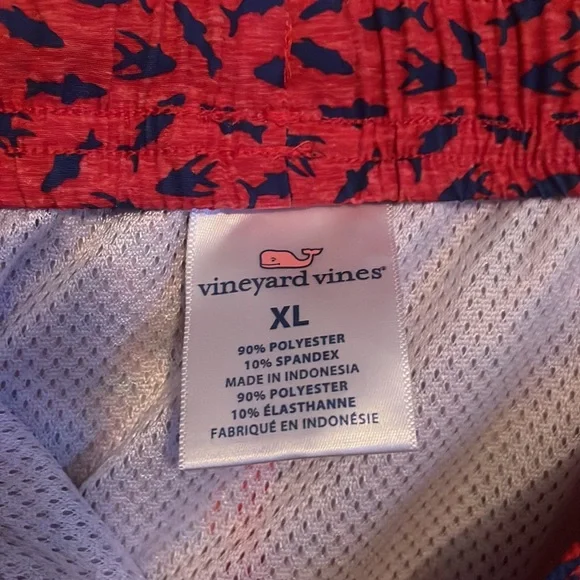 vineyard vines®
XL
90% POLYESTER
10% SPANDEX
MADE IN INDONESIA
90% POLYESTER
10% ÉLASTHANNE
FABRIQUÉ EN INDONÉSIE